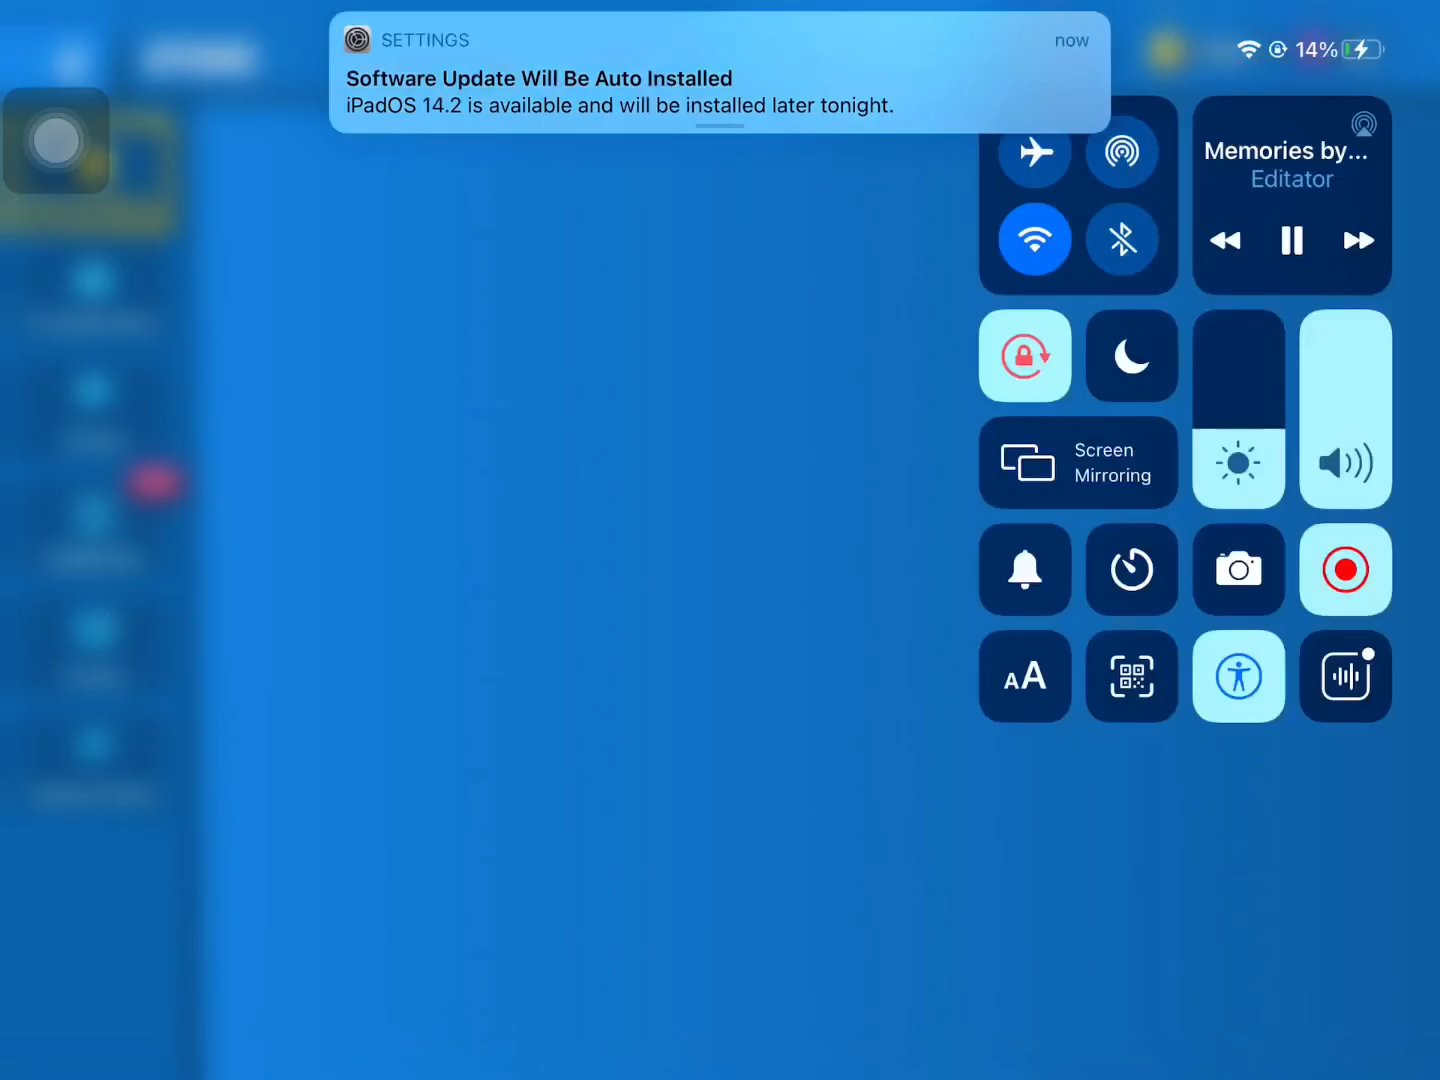 SETTINGS
now
Software Update Will Be Auto Installed
iPadOS 14.2 is available and will be installed later tonight.
14%
Memories by...
Editator
Screen
Mirroring
AA